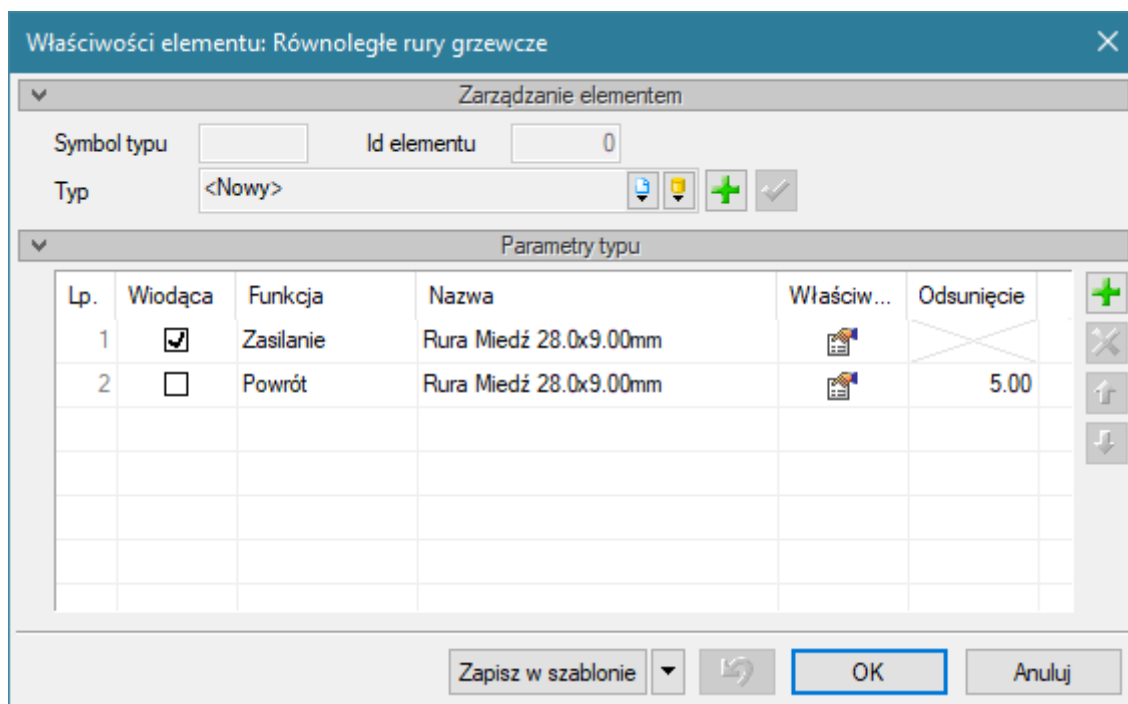 Właściwości elementu: Równoległe rury grzewcze
Zarządzanie elementem
Symbol typu Id elementu 0
Typ <Nowy>
Parametry typu
Lp. Wiodąca Funkcja Nazwa Właściw... Odsunięcie
1 Zasilanie Rura Miedź 28.0x9.00mm
2 Powrót Rura Miedź 28.0x9.00mm 5.00
Zapisz w szablonie OK Anuluj